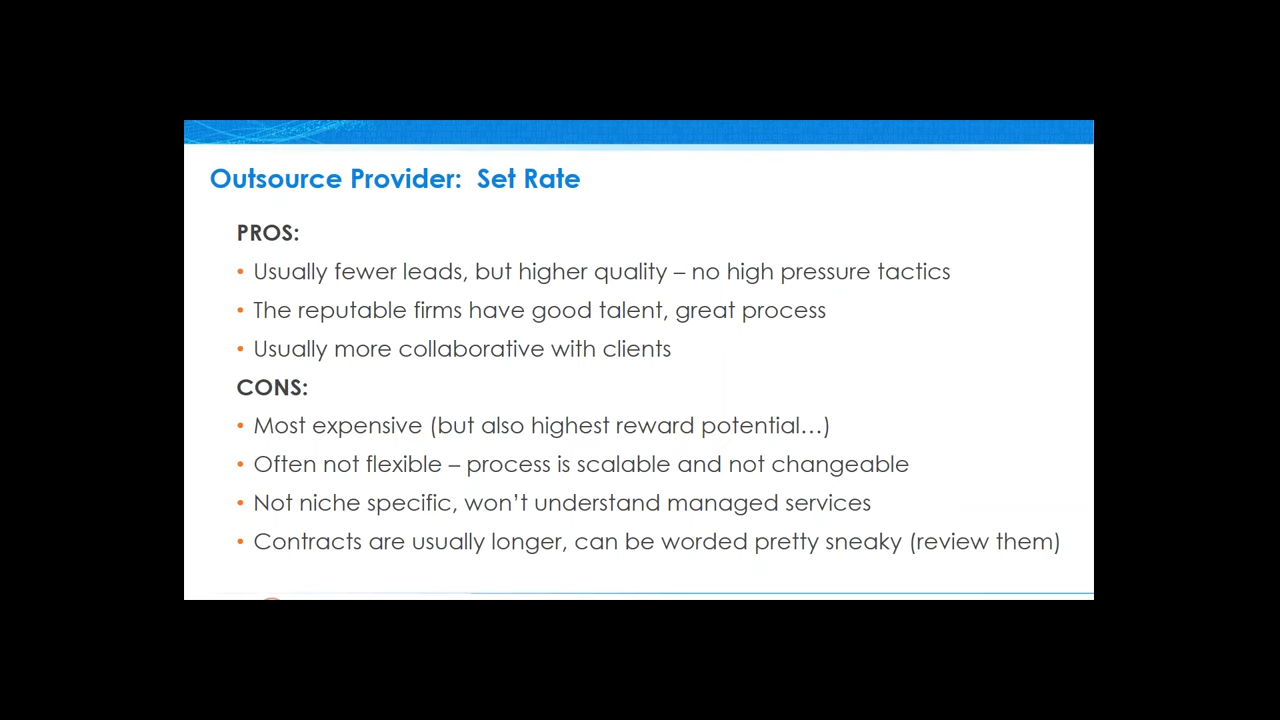 Outsource Provider:  Set Rate
PROS:
• Usually fewer leads, but higher quality – no high pressure tactics
• The reputable firms have good talent, great process
• Usually more collaborative with clients
CONS:
• Most expensive (but also highest reward potential…)
• Often not flexible – process is scalable and not changeable
• Not niche specific, won’t understand managed services
• Contracts are usually longer, can be worded pretty sneaky (review them)